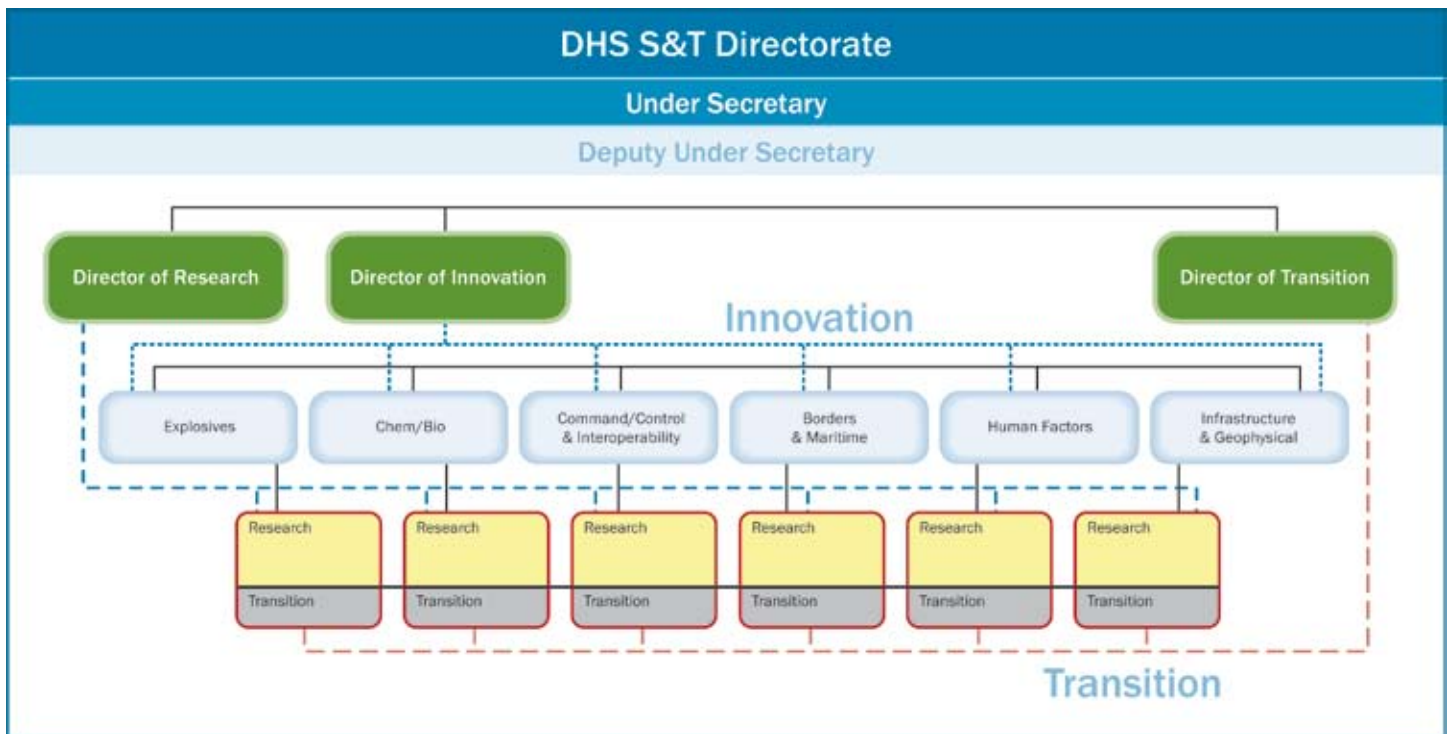 DHS S&T Directorate
Under Secretary
Deputy Under Secretary
Director of Research
Director of Innovation
Director of Transition
Innovation
Explosives
Chem/Bio
Command/Control
& Interoperability
Borders
& Maritime
Human Factors
Infrastructure
& Geophysical
Research
Research
Research
Research
Research
Research
Transition
Transition
Transition
Transition
Transition
Transition
Transition